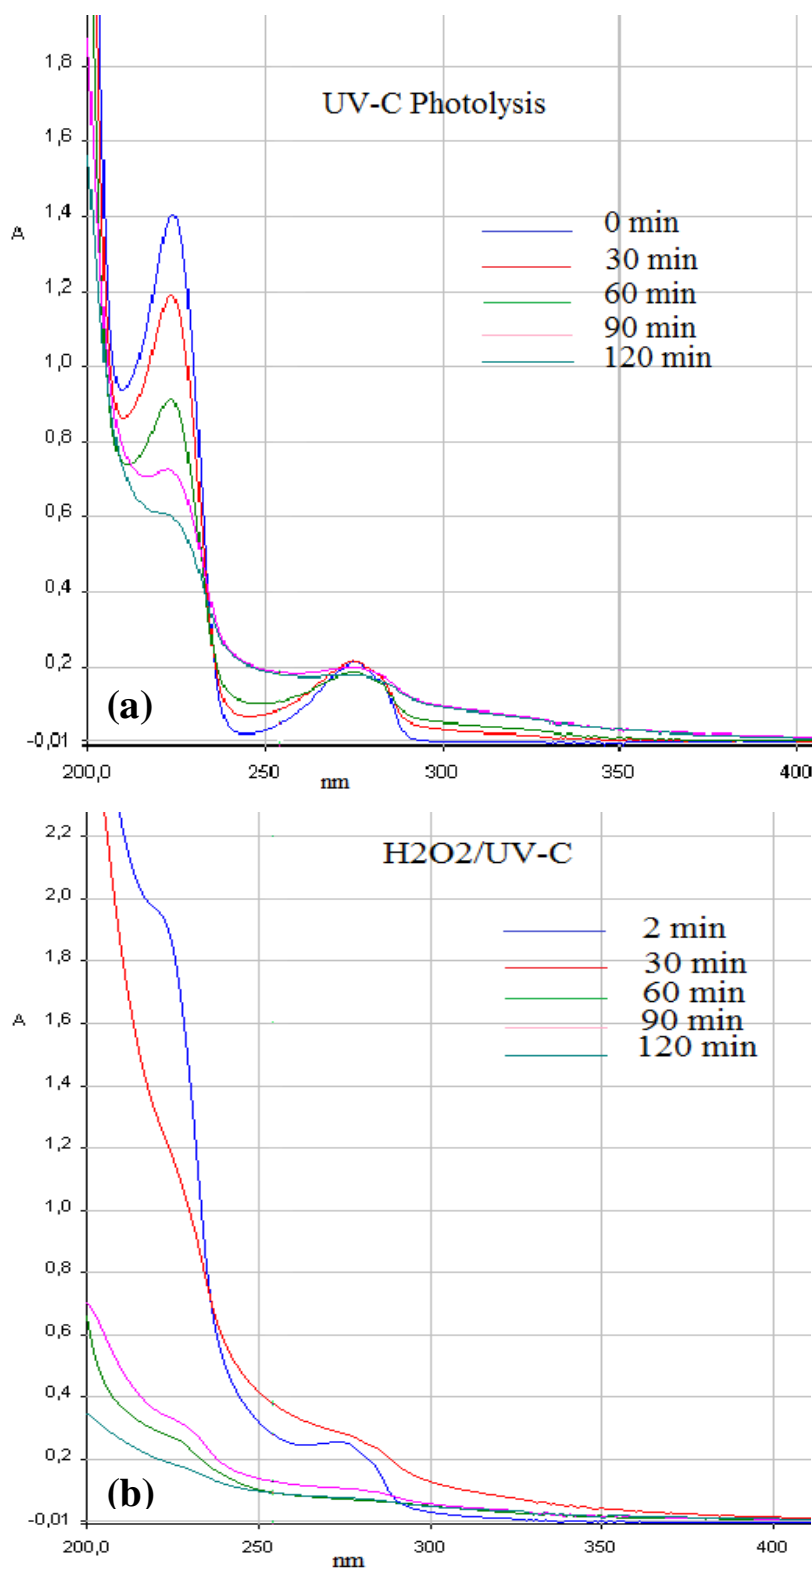 1,8
UV-C Photolysis
1,6
1,4
A
0 min
30 min
1,2
60 min
90 min
120 min
1,0
0,8
0,6
0,4
0,2
(a)
-0,01
200,0 250 300 350 400
nm
2,2
H2O2/UV-C
2,0
2 min
1,8
30 min
60 min
A
1,6
90 min
120 min
1,4
1,2
1,0
0,8
0,6
0,4
0,2
(b)
-0,01
200,0 250 300 350 400
nm